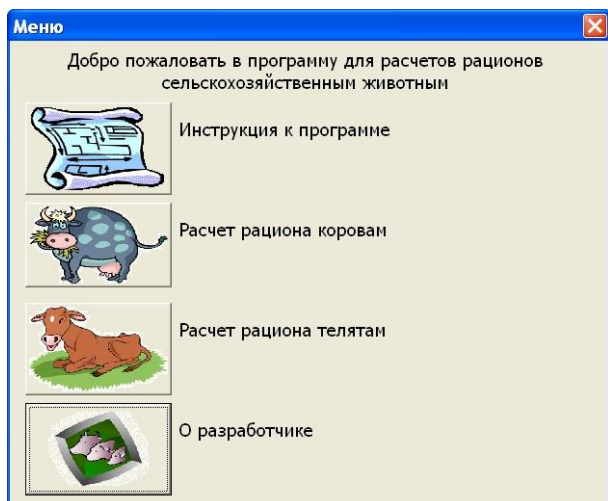 Меню
Добро пожаловать в программу для расчетов рационов
сельскохозяйственным животным
Инструкция к программе
Расчет рациона коровам
Расчет рациона телятам
О разработчике